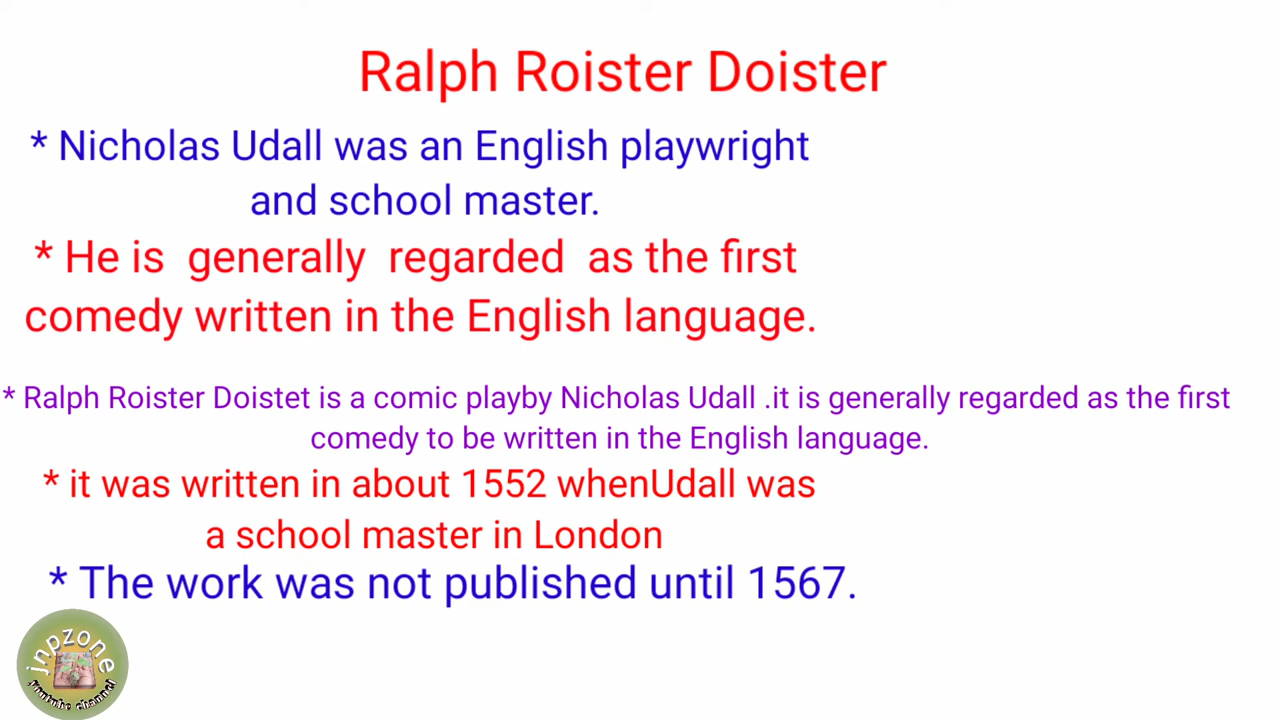 Ralph Roister Doister
* Nicholas Udall was an English playwright
and school master.
* He is generally regarded as the first
comedy written in the English language.
* Ralph Roister Doistet is a comic playby Nicholas Udall .it is generally regarded as the first
comedy to be written in the English language.
* it was written in about 1552 whenUdall was
a school master in London
* The work was not published until 1567.
jnpzone
youtube channel